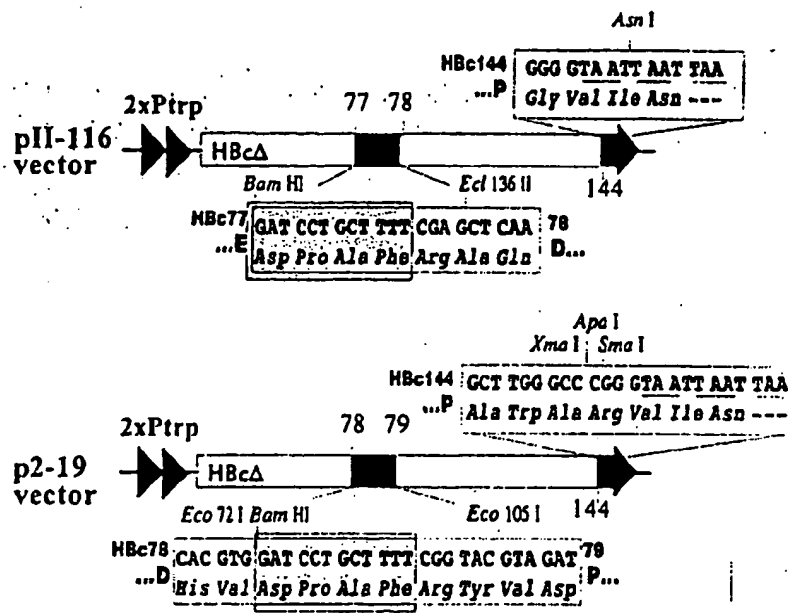 Asn I
HBc144 GGG GTA ATT AAT TAA
...P Gly Val Ile Asn ---
2xPtrp 77 78
pII-116 vector
HBcΔ
144
Bam HI Ecl 136 II
HBc77 GAT CCT GCT TTT CGA GCT CAA 78
...E Asp Pro Ala Phe Arg Ala Gln D...
Apa I
Xma I Sma I
HBc144 GCT TGG GCC CGG GTA ATT AAT TAA
...P Ala Trp Ala Arg Val Ile Asn ---
2xPtrp 78 79
p2-19 vector
HBcΔ
144
Eco 72 I Bam HI Eco 105 I
HBc78 CAC GTG GAT CCT GCT TTT CGG TAC GTA GAT 79
...D His Val Asp Pro Ala Phe Arg Tyr Val Asp P...